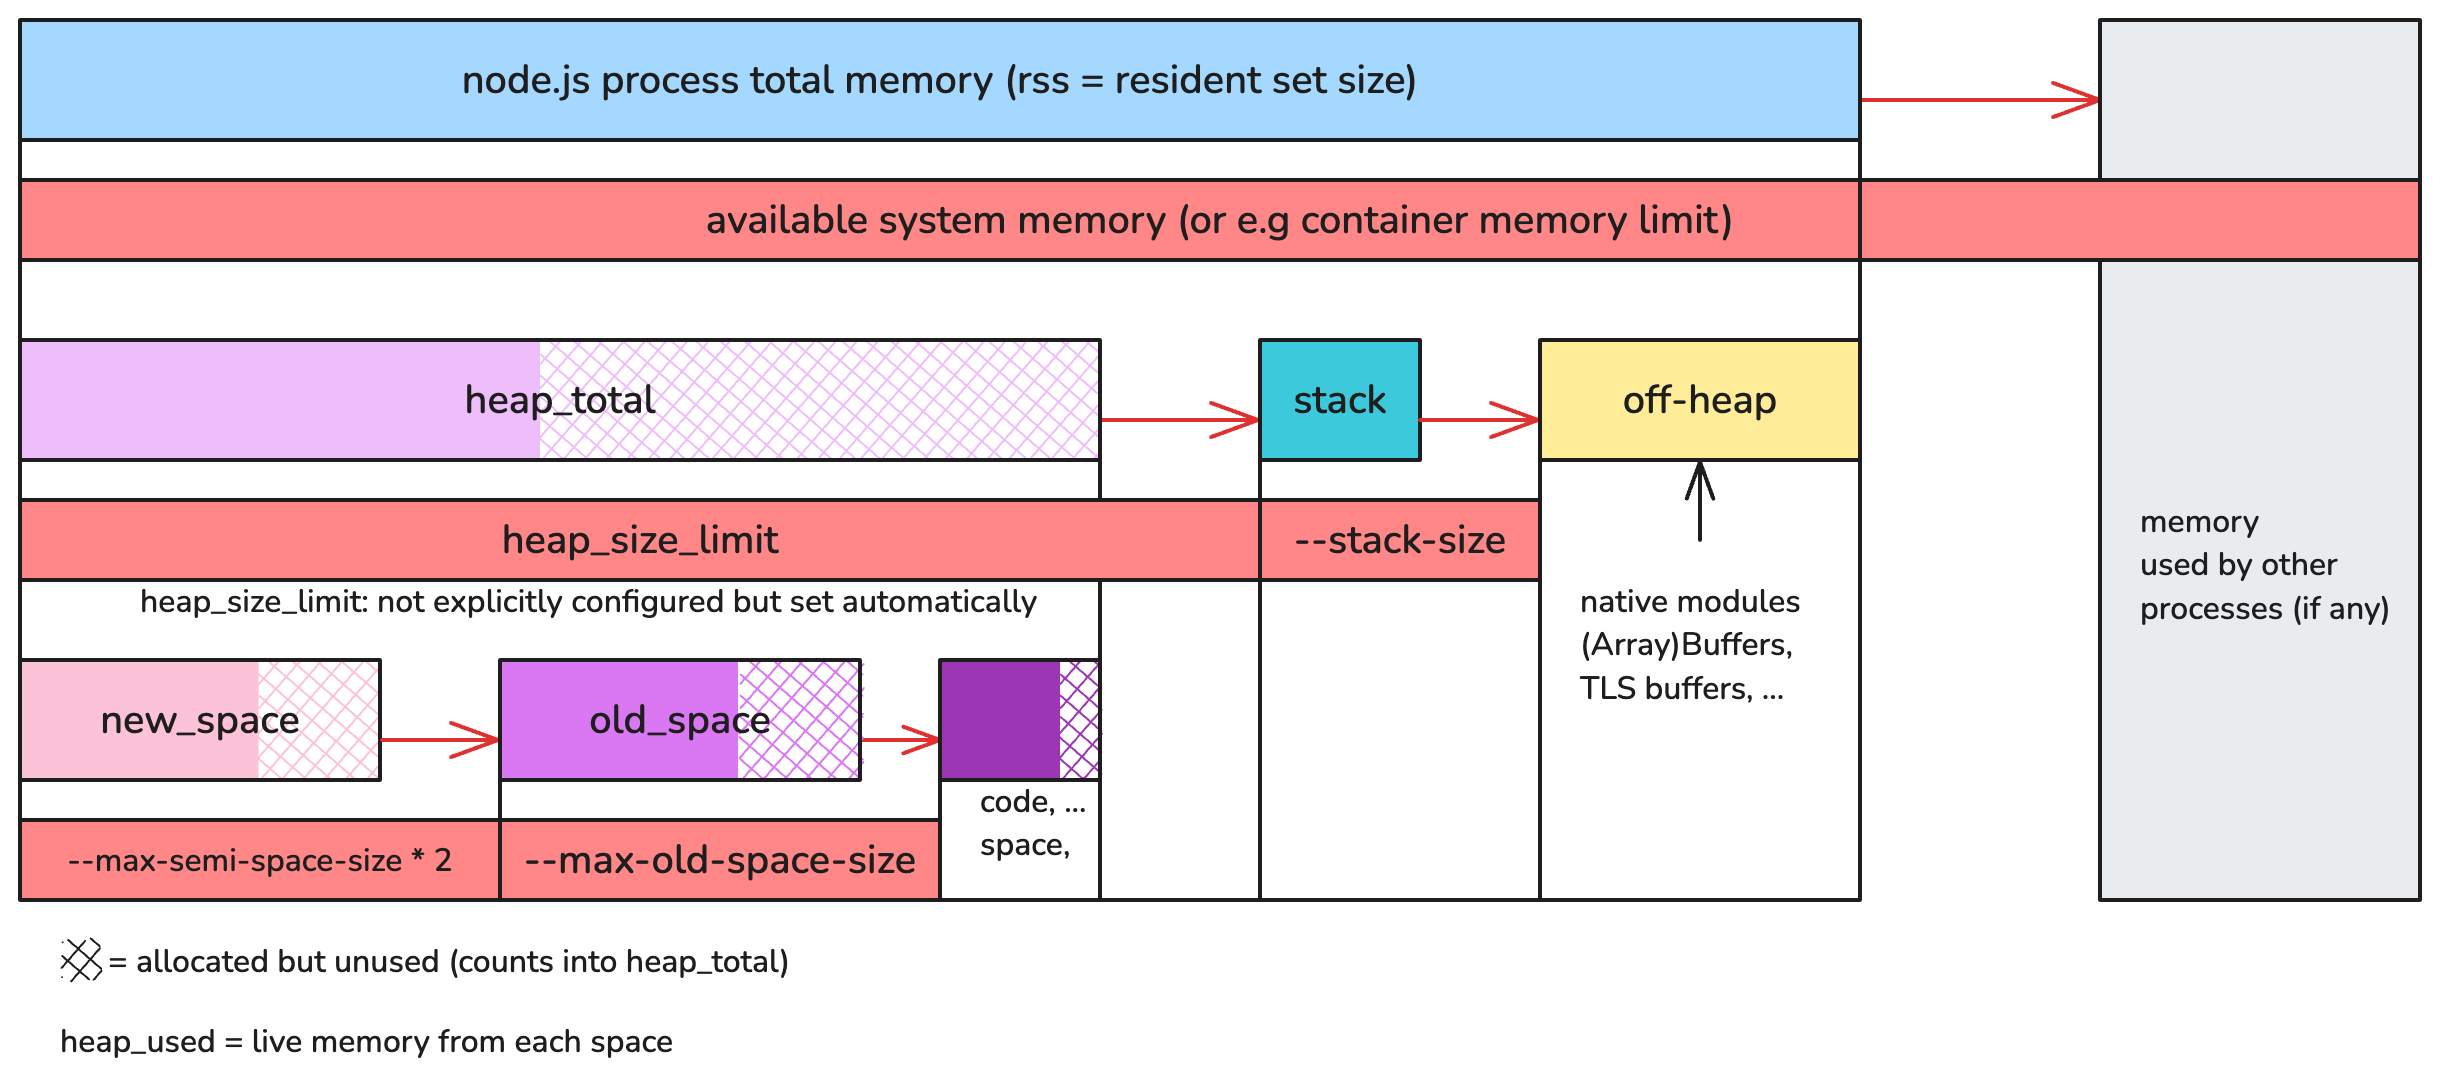 node.js process total memory (rss = resident set size)
available system memory (or e.g container memory limit)
heap_total
stack
off-heap
heap_size_limit
--stack-size
heap_size_limit: not explicitly configured but set automatically
native modules
(Array)Buffers,
TLS buffers, ...
memory
used by other
processes (if any)
new_space
old_space
code, ...
space,
--max-semi-space-size * 2
--max-old-space-size
= allocated but unused (counts into heap_total)
heap_used = live memory from each space